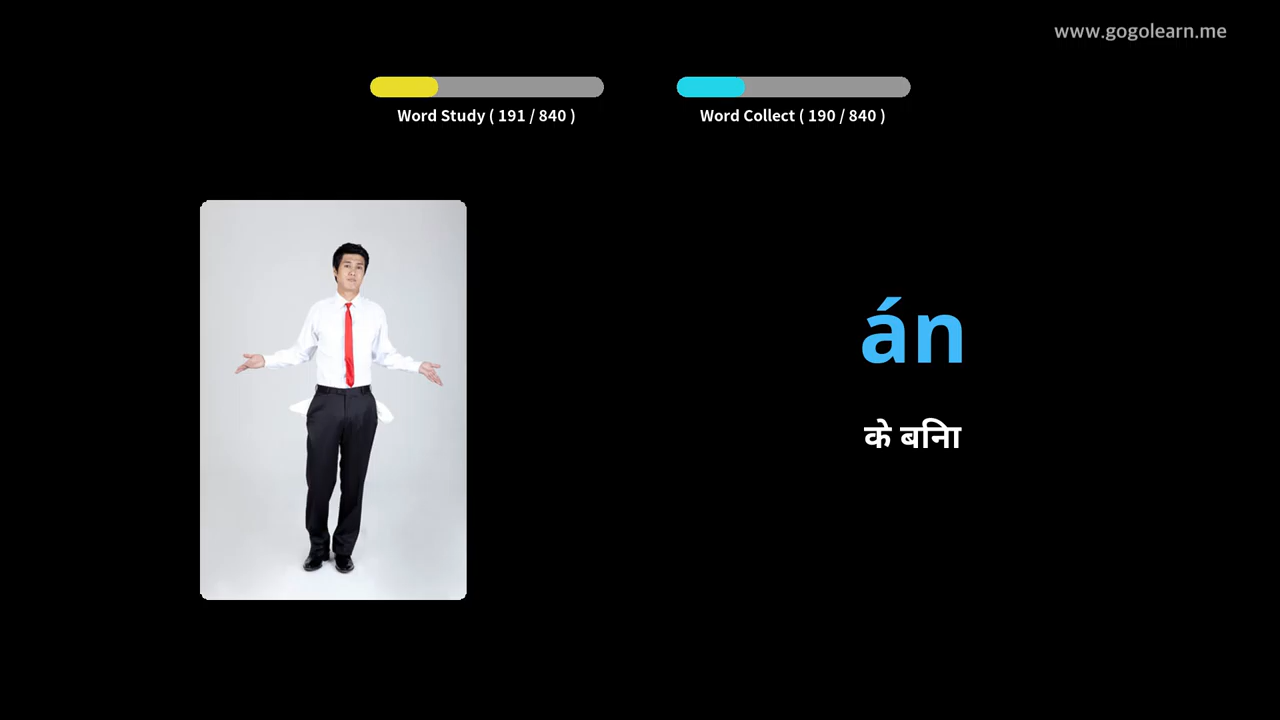 www.gogolearn.me
Word Study ( 191 / 840 )
Word Collect ( 190 / 840 )
án
के बिना